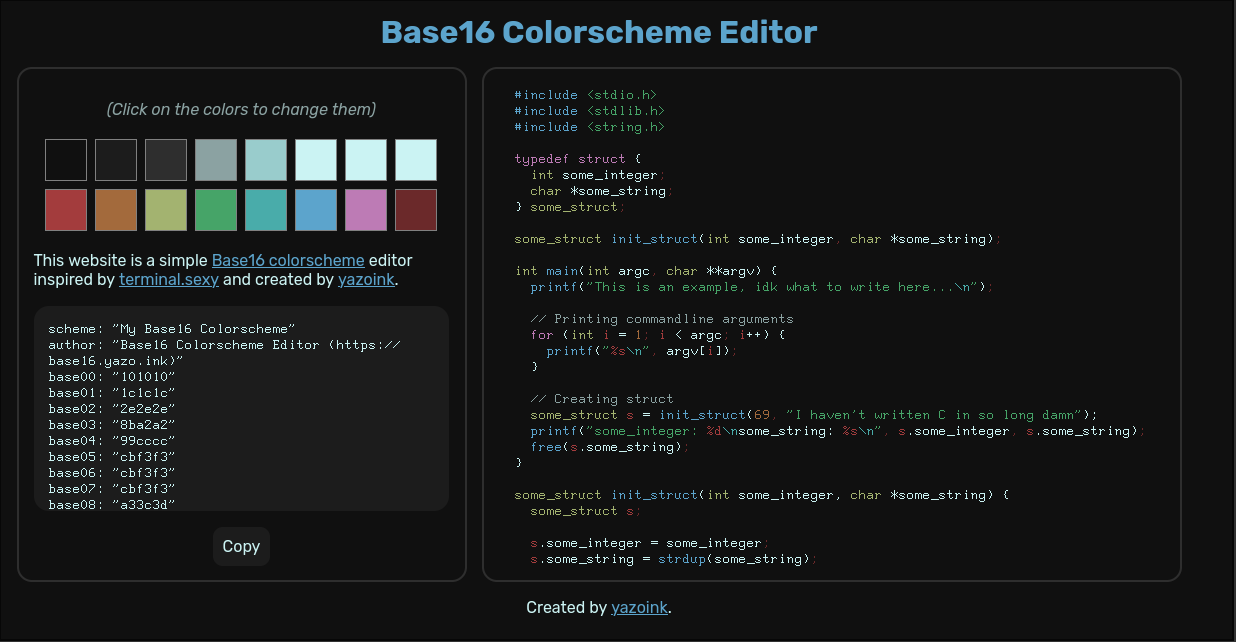 Base16 Colorscheme Editor
(Click on the colors to change them)
This website is a simple Base16 colorscheme editor
inspired by terminal.sexy and created by yazoink.
scheme: "My Base16 Colorscheme"
author: "Base16 Colorscheme Editor (https://
base16.yazo.ink)"
base00: "101010"
base01: "1c1c1c"
base02: "2e2e2e"
base03: "8ba2a2"
base04: "99cccc"
base05: "cbf3f3"
base06: "cbf3f3"
base07: "cbf3f3"
base08: "a33c3d"
Copy
#include <stdio.h>
#include <stdlib.h>
#include <string.h>
typedef struct {
  int some_integer;
  char *some_string;
} some_struct;
some_struct init_struct(int some_integer, char *some_string);
int main(int argc, char **argv) {
  printf("This is an example, idk what to write here...\n");
  // Printing commandline arguments
  for (int i = 1; i < argc; i++) {
    printf("%s\n", argv[i]);
  }
  // Creating struct
  some_struct s = init_struct(69, "I haven't written C in so long damn");
  printf("some_integer: %d\nsome_string: %s\n", s.some_integer, s.some_string);
  free(s.some_string);
}
some_struct init_struct(int some_integer, char *some_string) {
  some_struct s;
  s.some_integer = some_integer;
  s.some_string = strdup(some_string);
Created by yazoink.